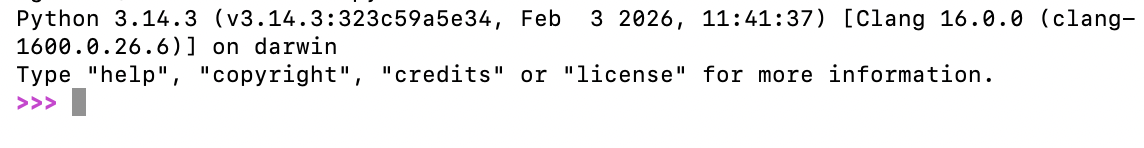 Python 3.14.3 (v3.14.3:323c59a5e34, Feb  3 2026, 11:41:37) [Clang 16.0.0 (clang-
1600.0.26.6)] on darwin
Type "help", "copyright", "credits" or "license" for more information.
>>>